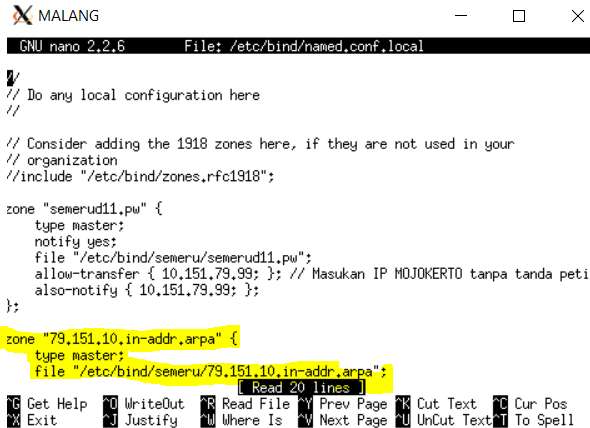 MALANG
GNU nano 2.2.6 File: /etc/bind/named.conf.local
//
// Do any local configuration here
//
// Consider adding the 1918 zones here, if they are not used in your
// organization
//include "/etc/bind/zones.rfc1918";
zone "semerud11.pw" {
type master;
notify yes;
file "/etc/bind/semeru/semerud11.pw";
allow-transfer { 10.151.79.99; }; // Masukan IP MOJOKERTO tanpa tanda peti
also-notify { 10.151.79.99; };
};
zone "79.151.10.in-addr.arpa" {
type master;
file "/etc/bind/semeru/79.151.10.in-addr.arpa";
[ Read 20 lines ]
^G Get Help ^O WriteOut ^R Read File ^Y Prev Page ^K Cut Text ^C Cur Pos
^X Exit ^J Justify ^W Where Is ^V Next Page ^U UnCut Text ^T To Spell